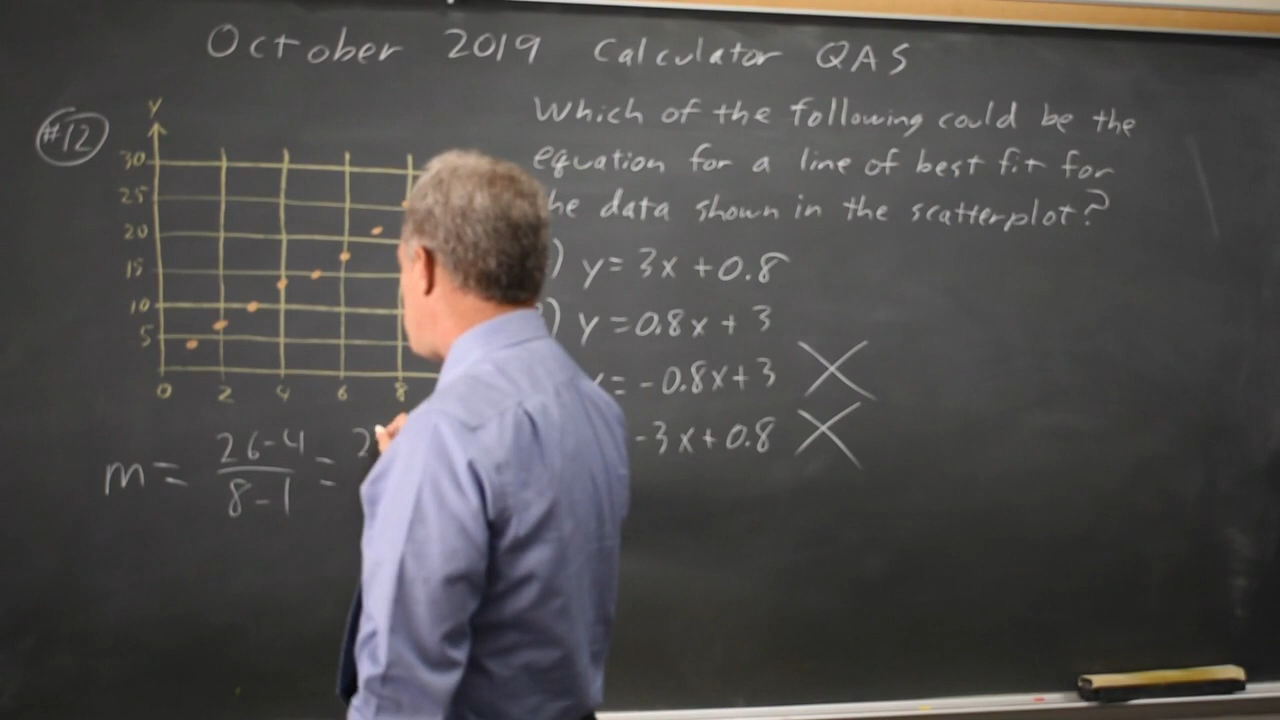 October 2019 Calculator QAS
#12
Which of the following could be the
equation for a line of best fit for
he data shown in the scatterplot?
) y = 3x + 0.8
) y = 0.8x + 3
= -0.8x + 3
-3x + 0.8
Y
30
25
20
15
10
5
0 2 4 6 8
m = 26-4 / 8-1 = 2